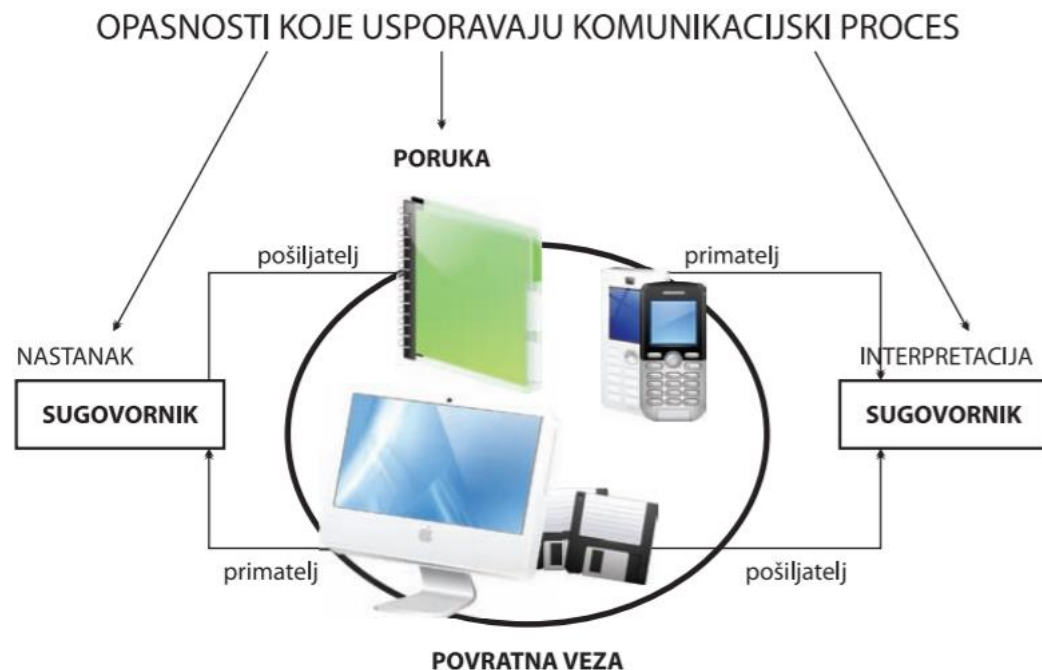 OPASNOSTI KOJE USPORAVAJU KOMUNIKACIJSKI PROCES
PORUKA
pošiljatelj
primatelj
NASTANAK
INTERPRETACIJA
SUGOVORNIK
SUGOVORNIK
primatelj
pošiljatelj
POVRATNA VEZA